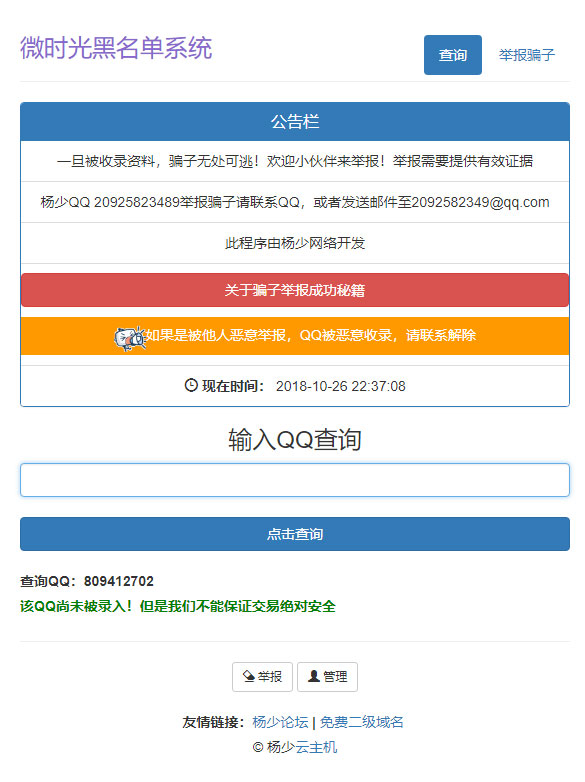 微时光黑名单系统
查询 举报骗子
公告栏
一旦被收录资料，骗子无处可逃！欢迎小伙伴来举报！举报需要提供有效证据
杨少QQ 20925823489举报骗子请联系QQ，或者发送邮件至2092582349@qq.com
此程序由杨少网络开发
关于骗子举报成功秘籍
如果是被他人恶意举报，QQ被恶意收录，请联系解除
现在时间： 2018-10-26 22:37:08
输入QQ查询
点击查询
查询QQ：809412702
该QQ尚未被录入！但是我们不能保证交易绝对安全
举报 管理
友情链接：杨少论坛 | 免费二级域名
© 杨少云主机